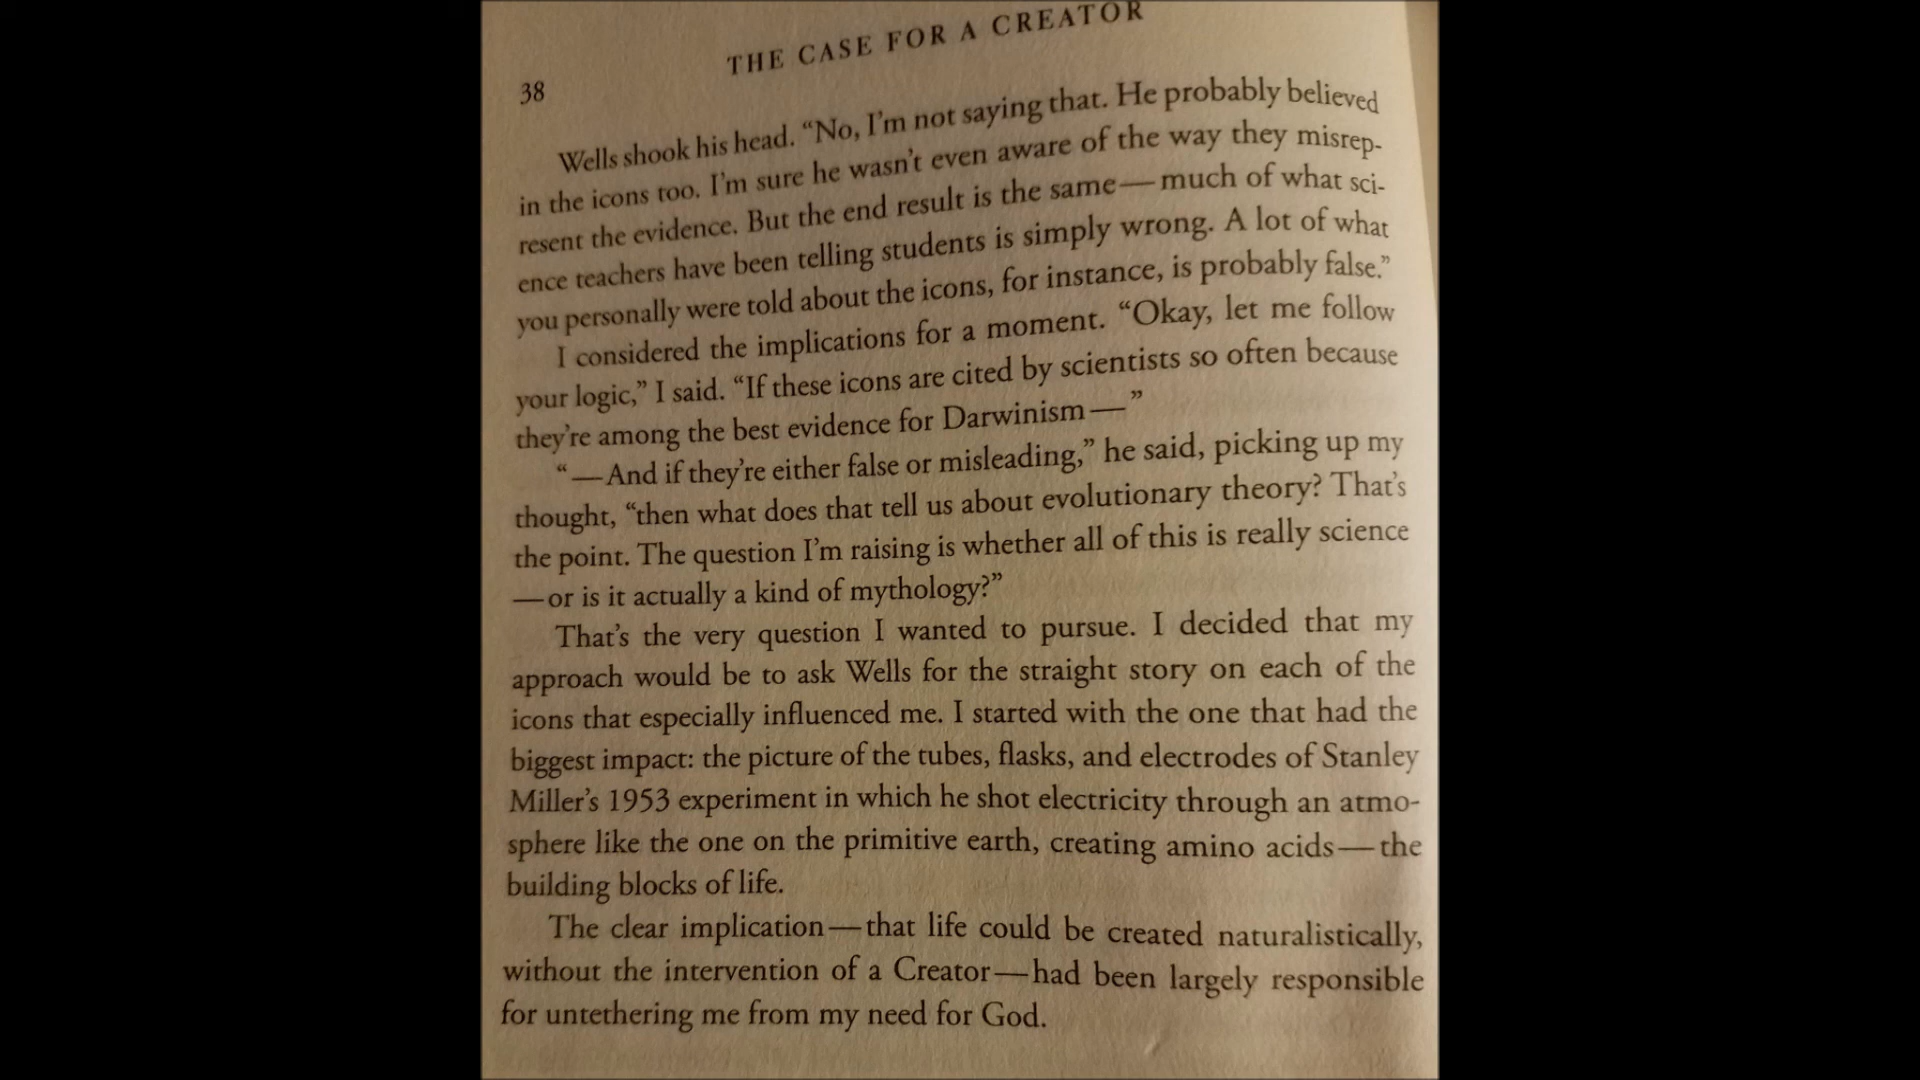 THE CASE FOR A CREATOR
38
Wells shook his head. “No, I’m not saying that. He probably believed
in the icons too. I’m sure he wasn’t even aware of the way they misrep-
resent the evidence. But the end result is the same—much of what sci-
ence teachers have been telling students is simply wrong. A lot of what
you personally were told about the icons, for instance, is probably false.”
I considered the implications for a moment. “Okay, let me follow
your logic,” I said. “If these icons are cited by scientists so often because
they’re among the best evidence for Darwinism—”
“—And if they’re either false or misleading,” he said, picking up my
thought, “then what does that tell us about evolutionary theory? That’s
the point. The question I’m raising is whether all of this is really science
—or is it actually a kind of mythology?”
That’s the very question I wanted to pursue. I decided that my
approach would be to ask Wells for the straight story on each of the
icons that especially influenced me. I started with the one that had the
biggest impact: the picture of the tubes, flasks, and electrodes of Stanley
Miller’s 1953 experiment in which he shot electricity through an atmo-
sphere like the one on the primitive earth, creating amino acids—the
building blocks of life.
The clear implication—that life could be created naturalistically,
without the intervention of a Creator—had been largely responsible
for untethering me from my need for God.